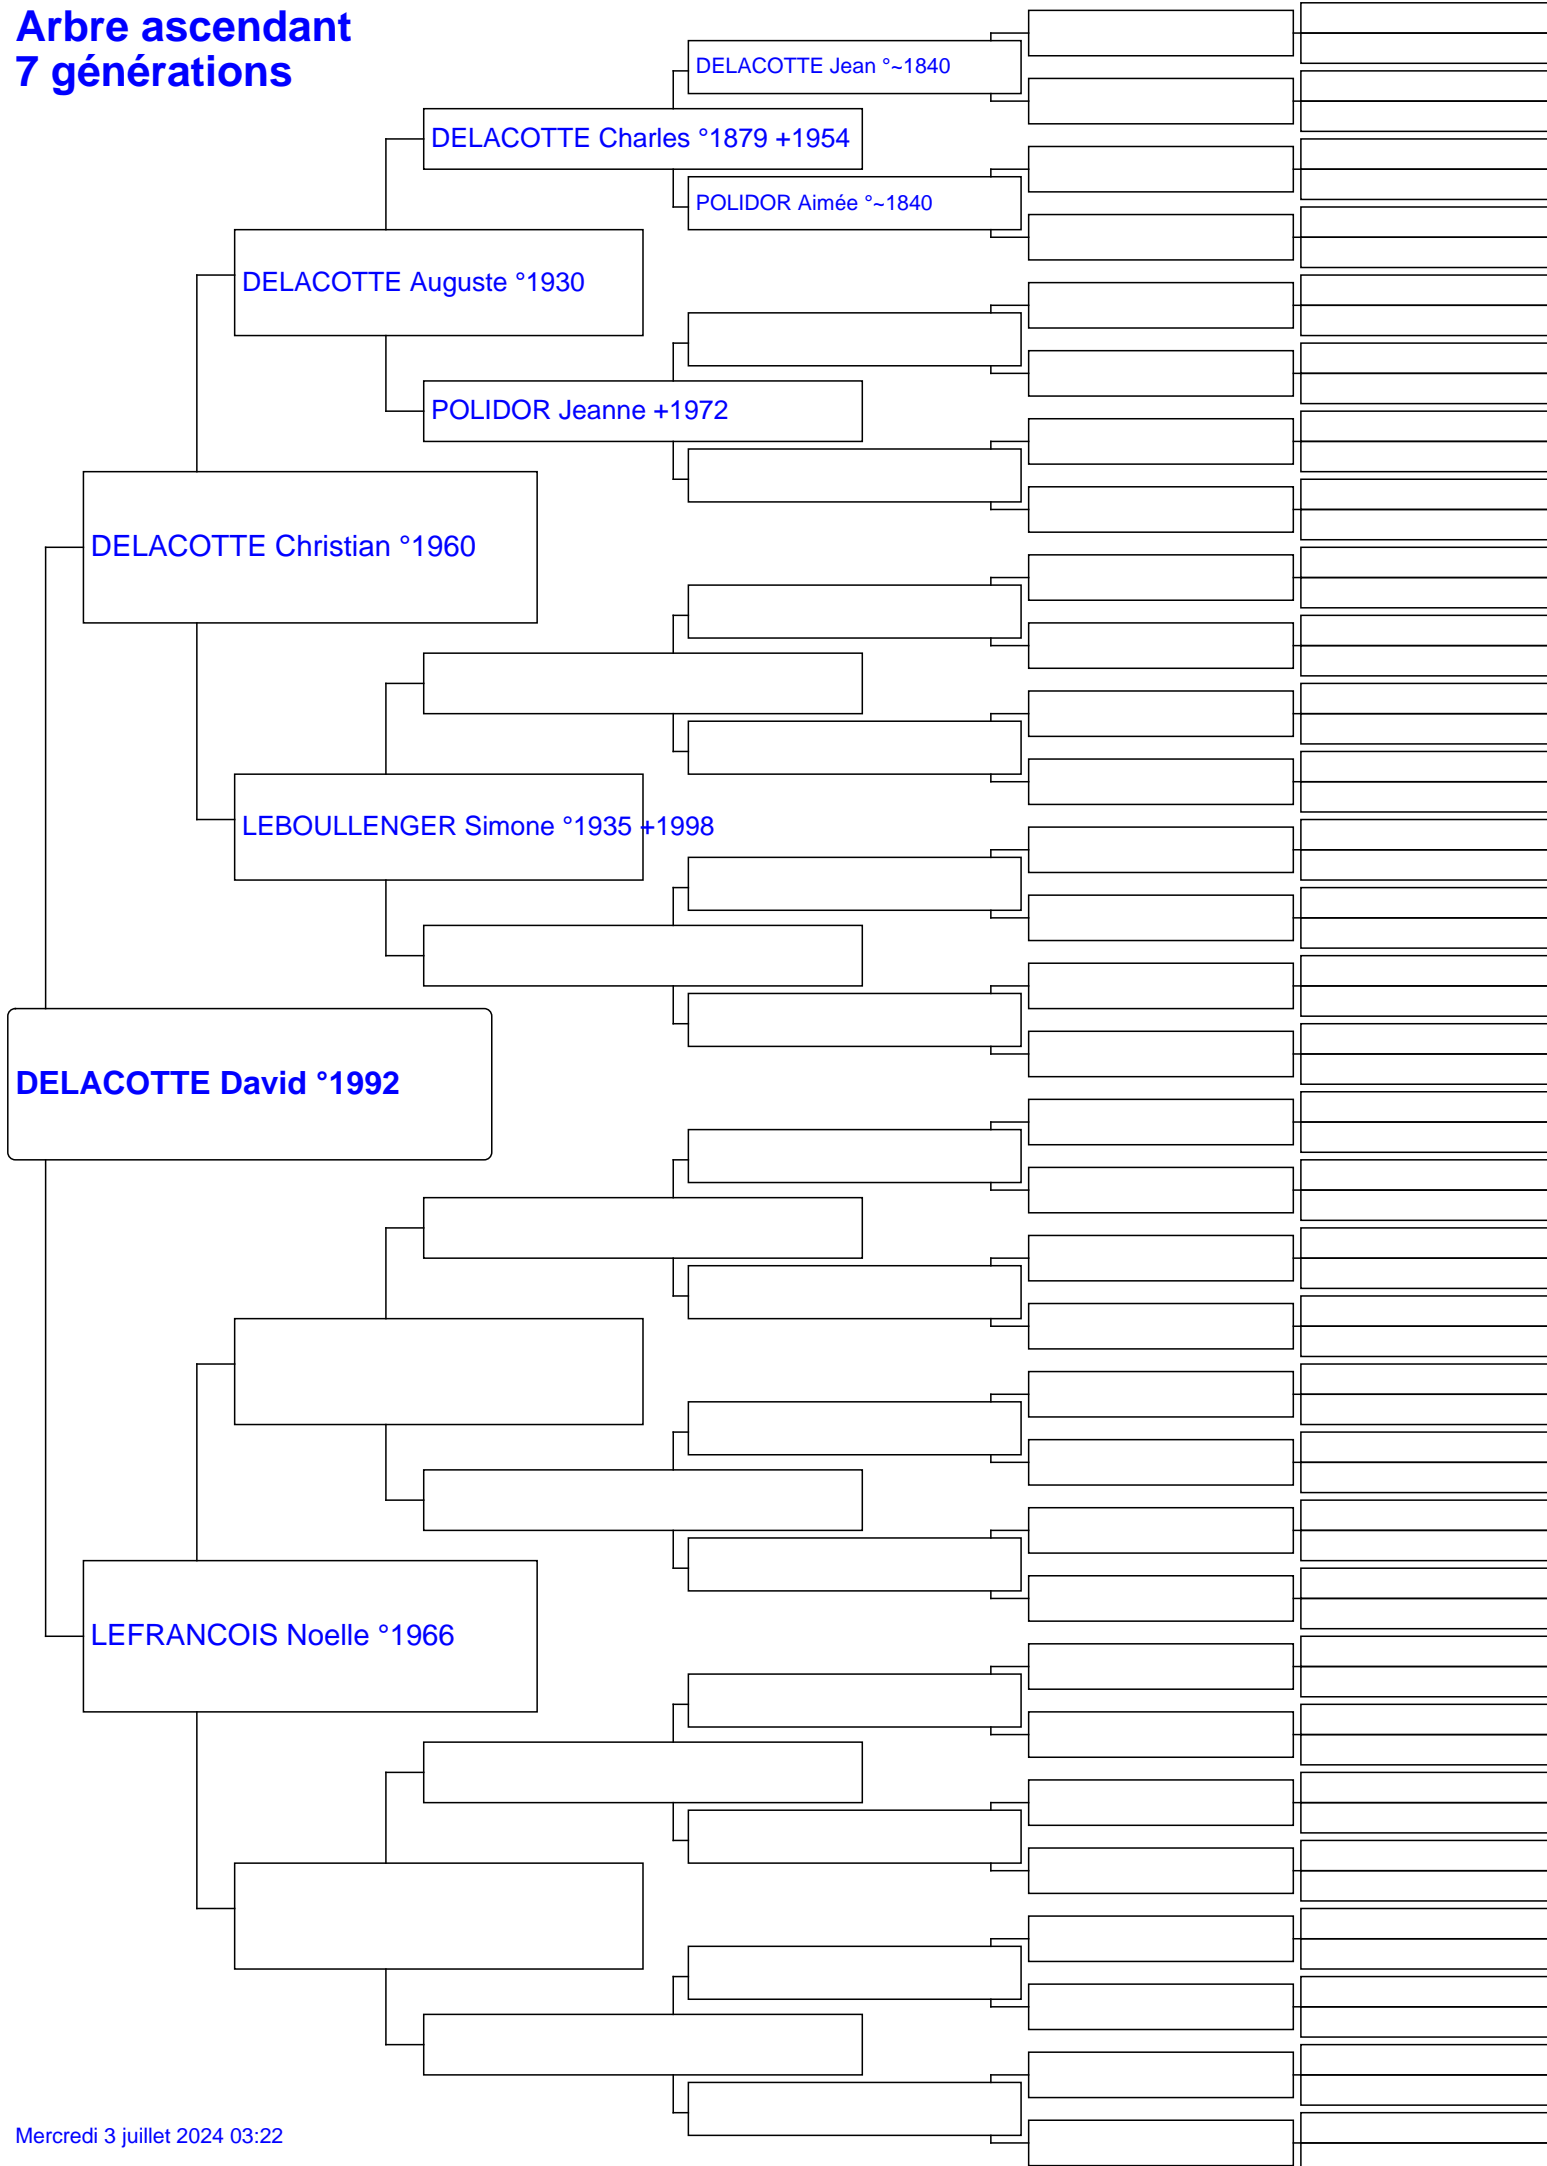 Arbre ascendant
7 générations
DELACOTTE Jean °~1840
DELACOTTE Charles °1879 +1954
POLIDOR Aimée °~1840
DELACOTTE Auguste °1930
POLIDOR Jeanne +1972
DELACOTTE Christian °1960
LEBOULLENGER Simone °1935 +1998
DELACOTTE David °1992
LEFRANCOIS Noelle °1966
Mercredi 3 juillet 2024 03:22